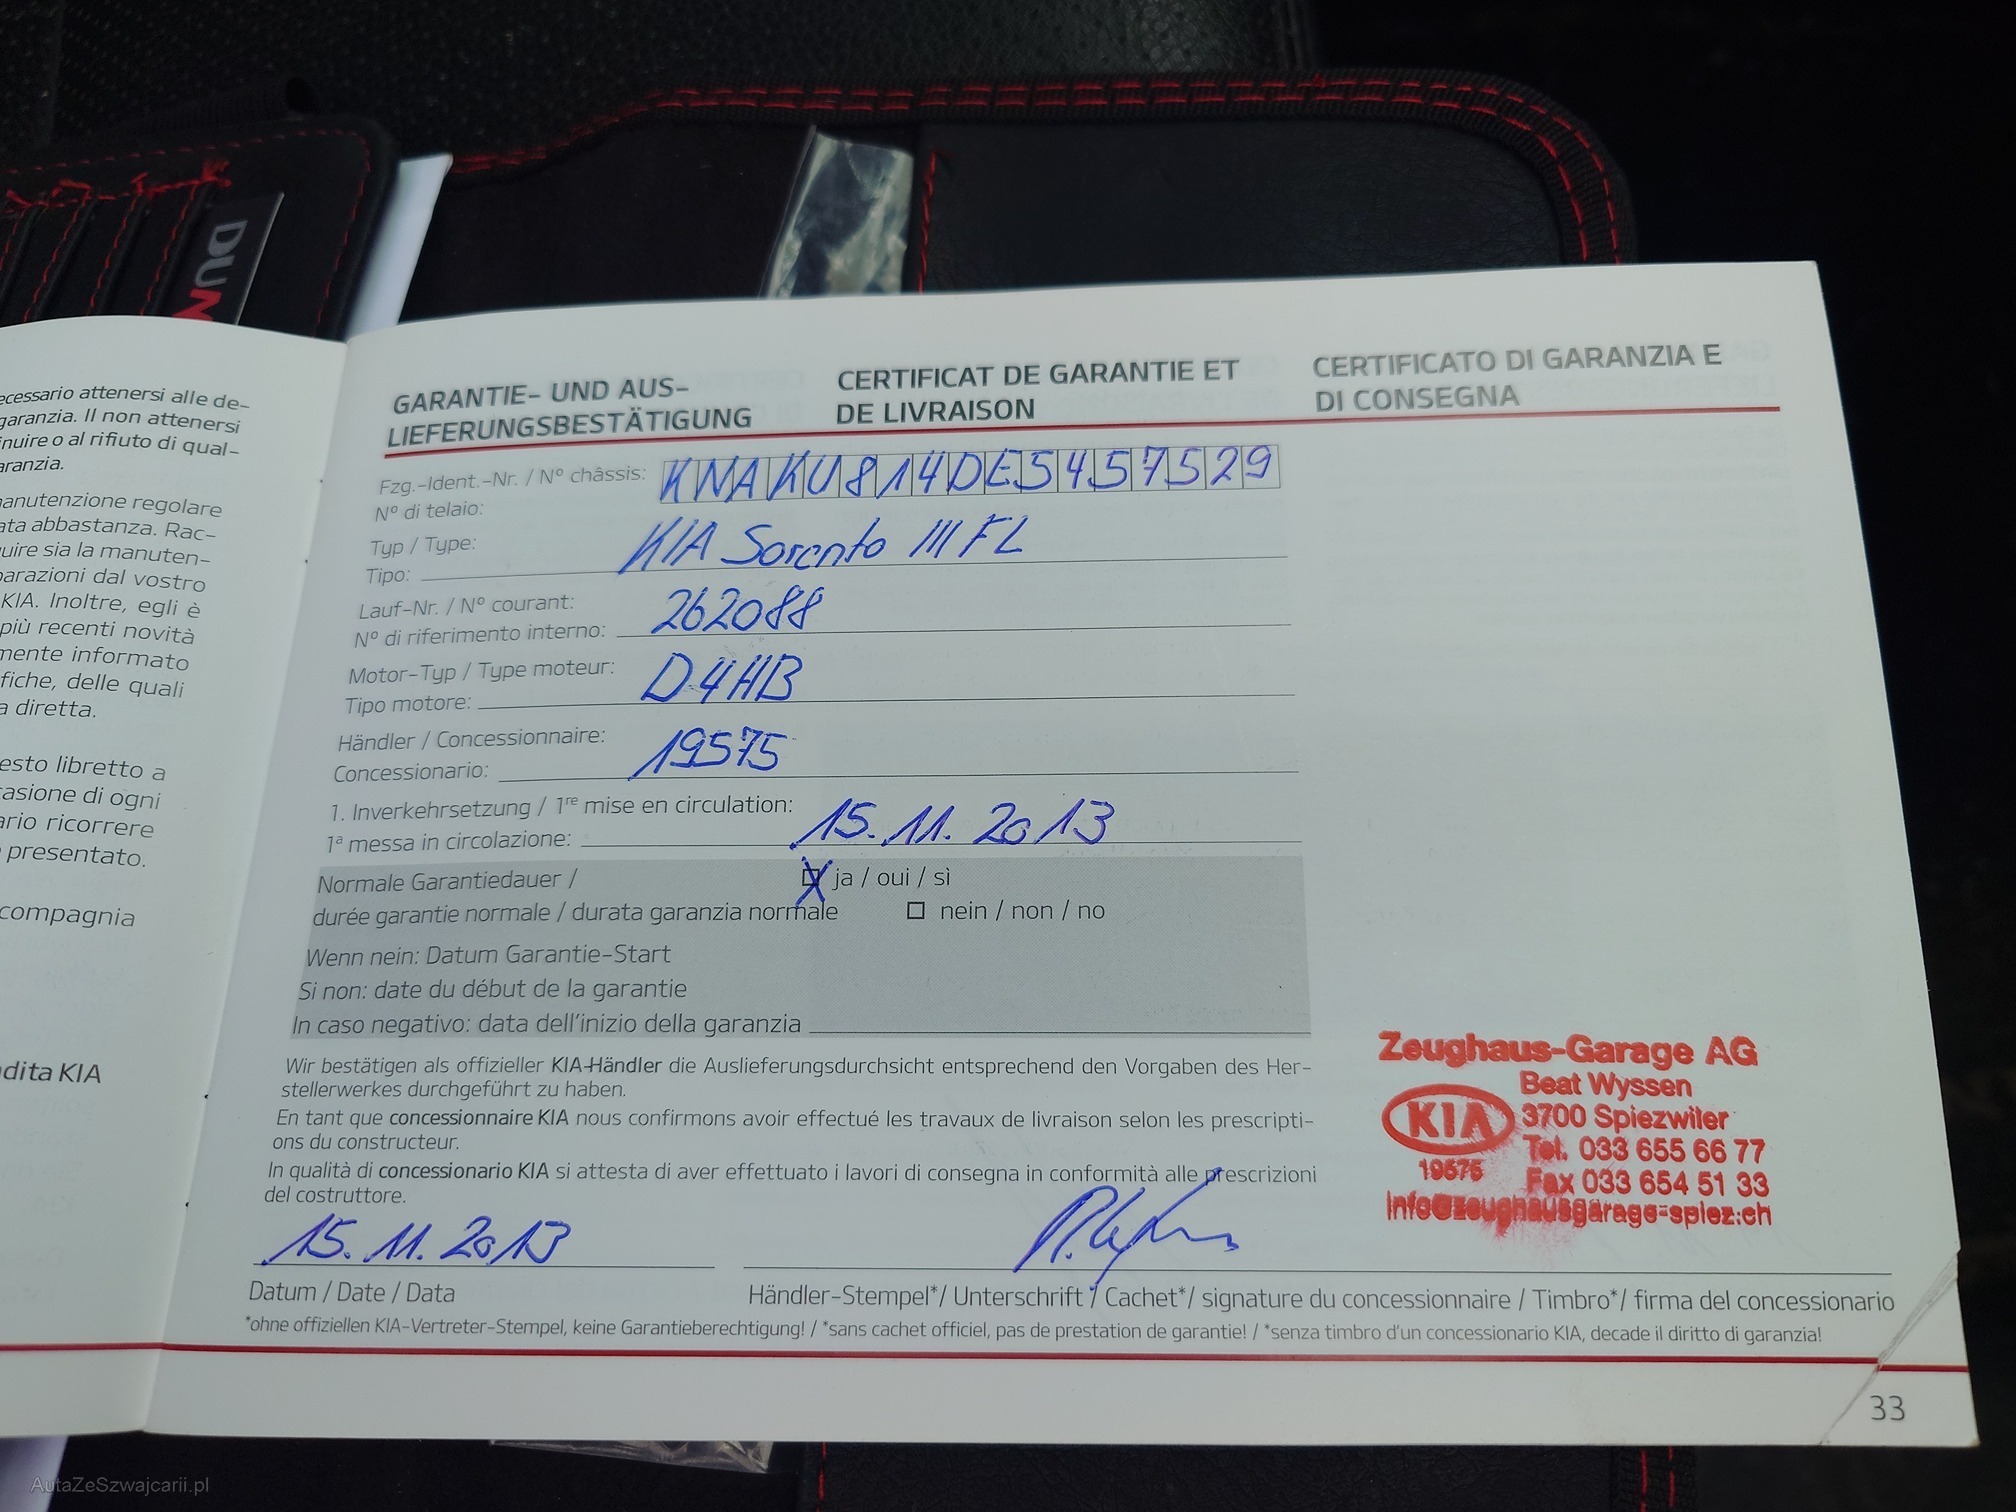 DUN
ecessario attenersi alle de-
garanzia. Il non attenersi
inuire o al rifiuto di qual-
aranzia.
manutenzione regolare
ata abbastanza. Rac-
uire sia la manuten-
parazioni dal vostro
KIA. Inoltre, egli è
più recenti novità
mente informato
fiche, delle quali
a diretta.
esto libretto a
casione di ogni
ario ricorrere
presentato.
compagnia
dita KIA
GARANTIE- UND AUS-
LIEFERUNGSBESTÄTIGUNG
CERTIFICAT DE GARANTIE ET
DE LIVRAISON
CERTIFICATO DI GARANZIA E
DI CONSEGNA
Fzg.-Ident.-Nr. / N° châssis: KNAKU814DE5457529
N° di telaio:
Typ / Type: KIA Sorento III FL
Tipo:
Lauf-Nr. / N° courant: 262088
N° di riferimento interno:
Motor-Typ / Type moteur: D4HB
Tipo motore:
Händler / Concessionnaire: 19575
Concessionario:
1. Inverkehrsetzung / 1re mise en circulation: 15.11.2013
1a messa in circolazione:
Normale Garantiedauer / X ja / oui / sì
durée garantie normale / durata garanzia normale ☐ nein / non / no
Wenn nein: Datum Garantie-Start
Si non: date du début de la garantie
In caso negativo: data dell'inizio della garanzia
Wir bestätigen als offizieller KIA-Händler die Auslieferungsdurchsicht entsprechend den Vorgaben des Her-
stellerwerkes durchgeführt zu haben.
En tant que concessionnaire KIA nous confirmons avoir effectué les travaux de livraison selon les prescripti-
ons du constructeur.
In qualità di concessionario KIA si attesta di aver effettuato i lavori di consegna in conformità alle prescrizioni
del costruttore.
Zeughaus-Garage AG
Beat Wyssen
KIA 3700 Spiezwiler
Tel. 033 655 66 77
19575 Fax 033 654 51 33
info@zeughausgarage-spiez.ch
15.11.2013
Datum / Date / Data
Händler-Stempel*/ Unterschrift / Cachet*/ signature du concessionnaire / Timbro*/ firma del concessionario
*ohne offiziellen KIA-Vertreter-Stempel, keine Garantieberechtigung! / *sans cachet officiel, pas de prestation de garantie! / *senza timbro d'un concessionario KIA, decade il diritto di garanzia!
33
AutaZeSzwajcarii.pl